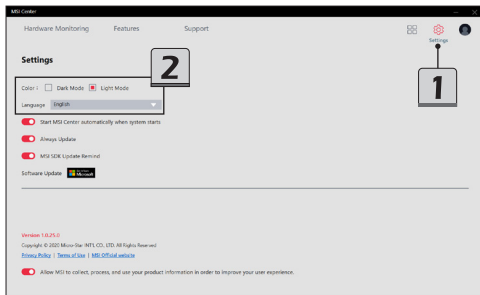 MSI Center
Hardware Monitoring Features Support
Settings
Settings
2
1
Color : Dark Mode Light Mode
Language English
Start MSI Center automatically when system starts
Always Update
MSI SDK Update Remind
Software Update Microsoft
Version 1.0.25.0
Copyright © 2020 Micro-Star INT'L CO., LTD. All Rights Reserved
Privacy Policy | Terms of Use | MSI Official website
Allow MSI to collect, process, and use your product information in order to improve your user experience.